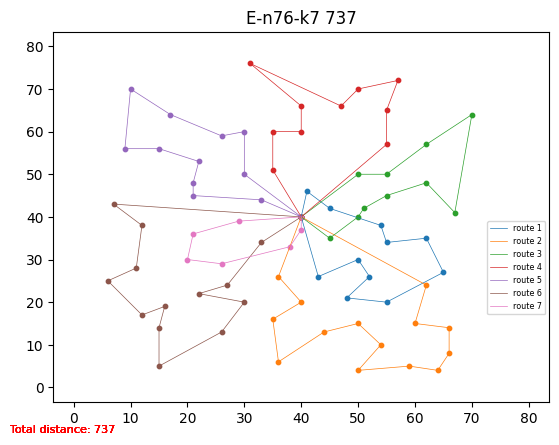 E-n76-k7 737
80
70
60
50
40
30
20
10
0
route 1
route 2
route 3
route 4
route 5
route 6
route 7
0 10 20 30 40 50 60 70 80
Total distance: 737